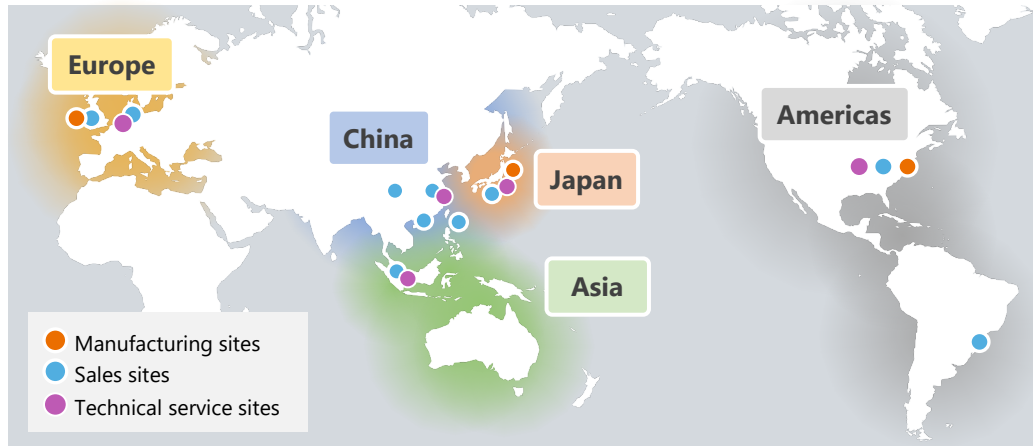 Europe
China
Japan
Americas
Asia
Manufacturing sites
Sales sites
Technical service sites